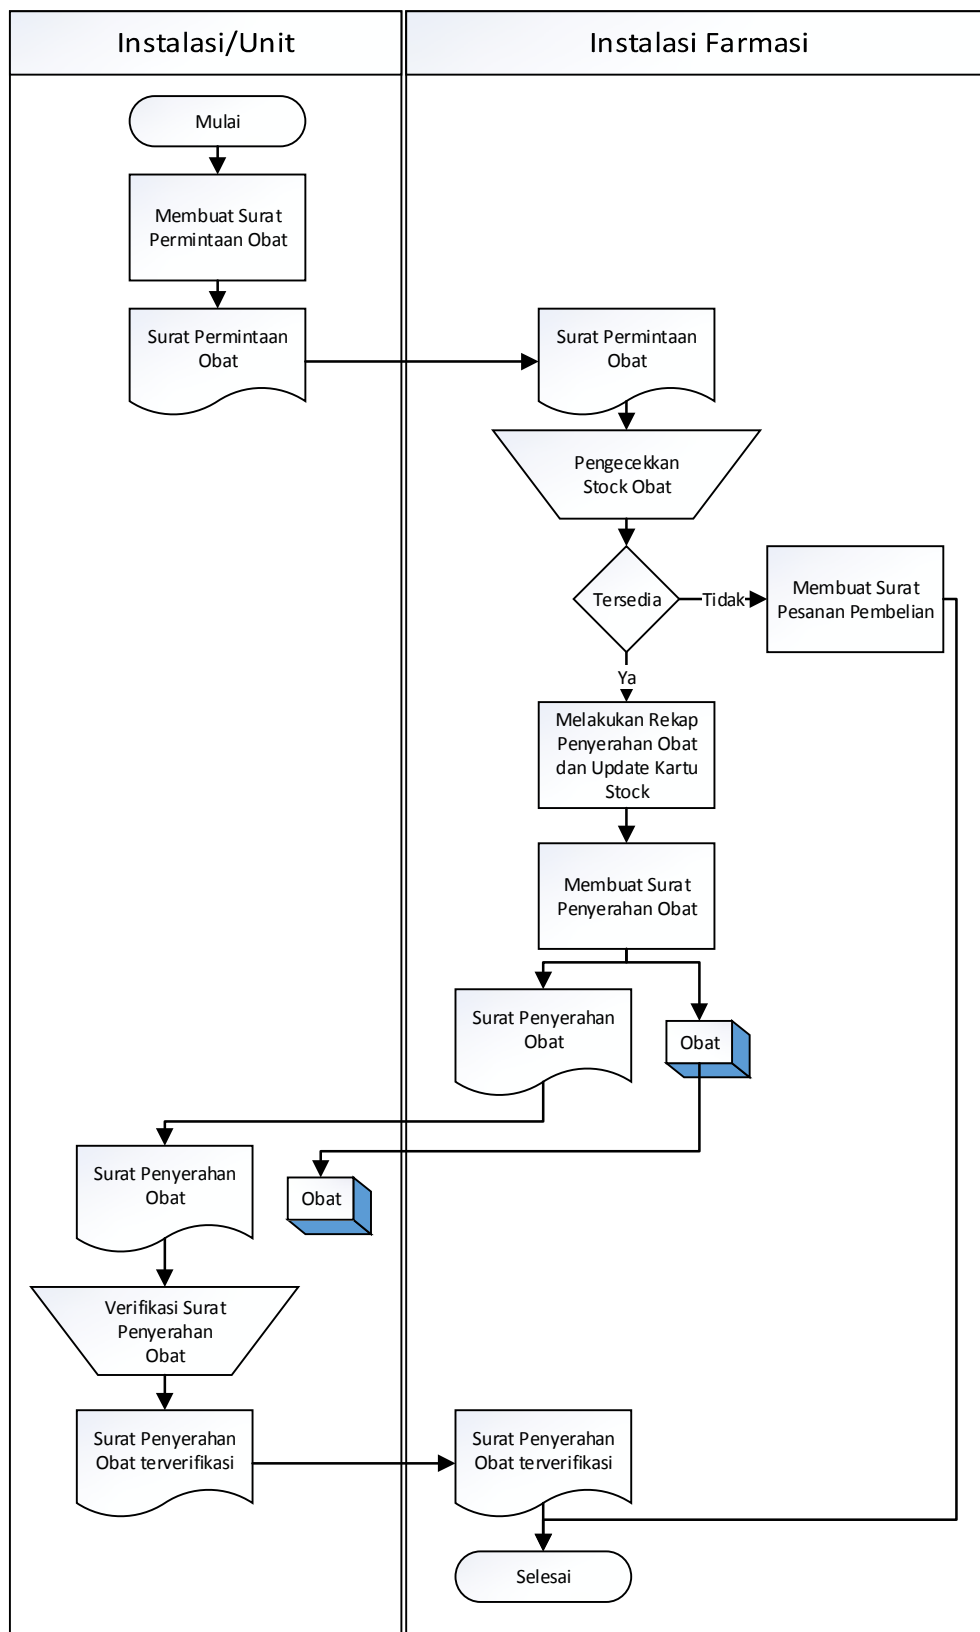 Instalasi/Unit
Instalasi Farmasi
Mulai
Membuat Surat
Permintaan Obat
Surat Permintaan
Obat
Surat Permintaan
Obat
Pengecekkan
Stock Obat
Tersedia
Tidak
Membuat Surat
Pesanan Pembelian
Ya
Melakukan Rekap
Penyerahan Obat
dan Update Kartu
Stock
Membuat Surat
Penyerahan Obat
Surat Penyerahan
Obat
Obat
Surat Penyerahan
Obat
Obat
Verifikasi Surat
Penyerahan
Obat
Surat Penyerahan
Obat terverifikasi
Surat Penyerahan
Obat terverifikasi
Selesai